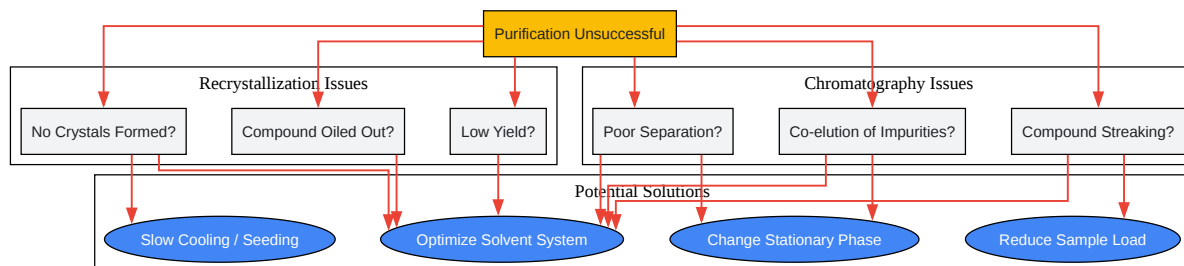 Purification Unsuccessful
Recrystallization Issues
Chromatography Issues
No Crystals Formed?
Compound Oiled Out?
Low Yield?
Poor Separation?
Co-elution of Impurities?
Compound Streaking?
Potential Solutions
Slow Cooling / Seeding
Optimize Solvent System
Change Stationary Phase
Reduce Sample Load